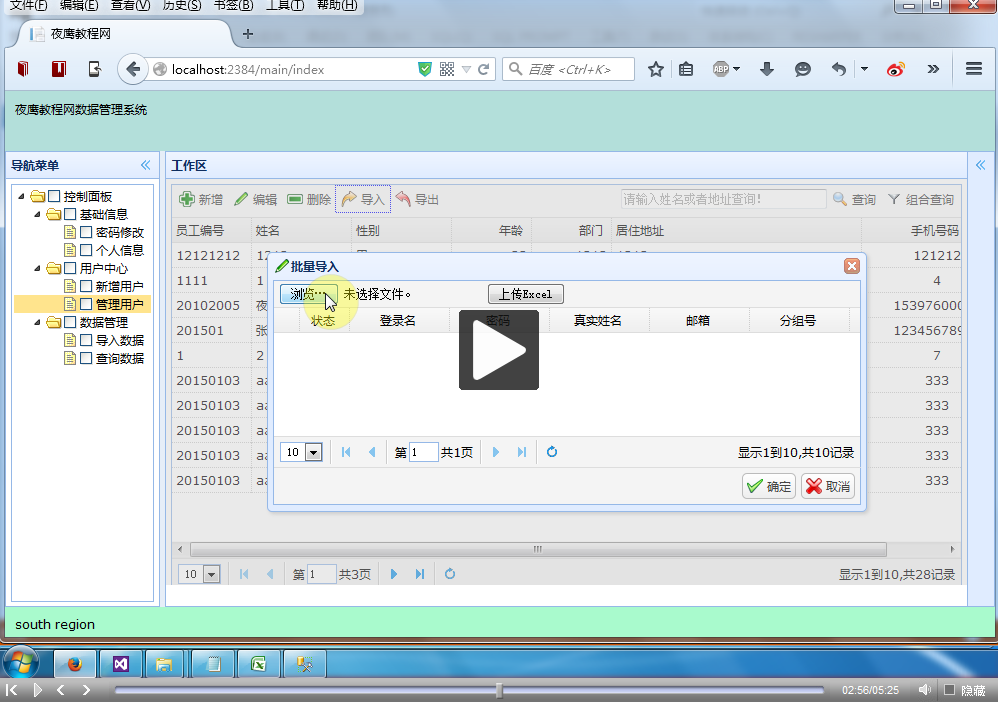 文件(F) 编辑(E) 查看(V) 历史(S) 书签(B) 工具(T) 帮助(H)
夜鹰教程网
localhost:2384/main/index
百度 <Ctrl+K>
ABP
夜鹰教程网数据管理系统
导航菜单
工作区
控制面板
基础信息
密码修改
个人信息
用户中心
新增用户
管理用户
数据管理
导入数据
查询数据
新增 编辑 删除 导入 导出 请输入姓名或者地址查询! 查询 组合查询
员工编号 姓名 性别 年龄 部门 居住地址 手机号码
12121212 121212
1111 1 4
20102005 夜 153976000
201501 张 123456789
1 2 7
20150103 aa 333
20150103 aa 333
20150103 aa 333
20150103 aa 333
20150103 aa 333
批量导入
浏览… 未选择文件。 上传Excel
状态 登录名 密码 真实姓名 邮箱 分组号
10 第 1 共1页 显示1到10,共10记录
确定 取消
10 第 1 共3页 显示1到10,共28记录
south region
02:56/05:25 隐藏